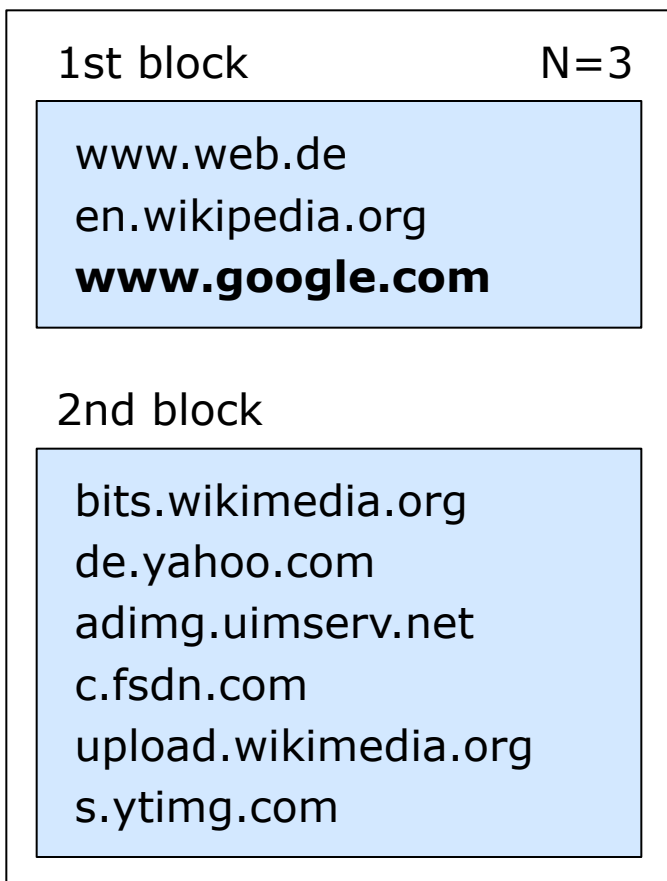 1st block N=3
www.web.de
en.wikipedia.org
www.google.com
2nd block
bits.wikimedia.org
de.yahoo.com
adimg.uimserv.net
c.fsdn.com
upload.wikimedia.org
s.ytimg.com